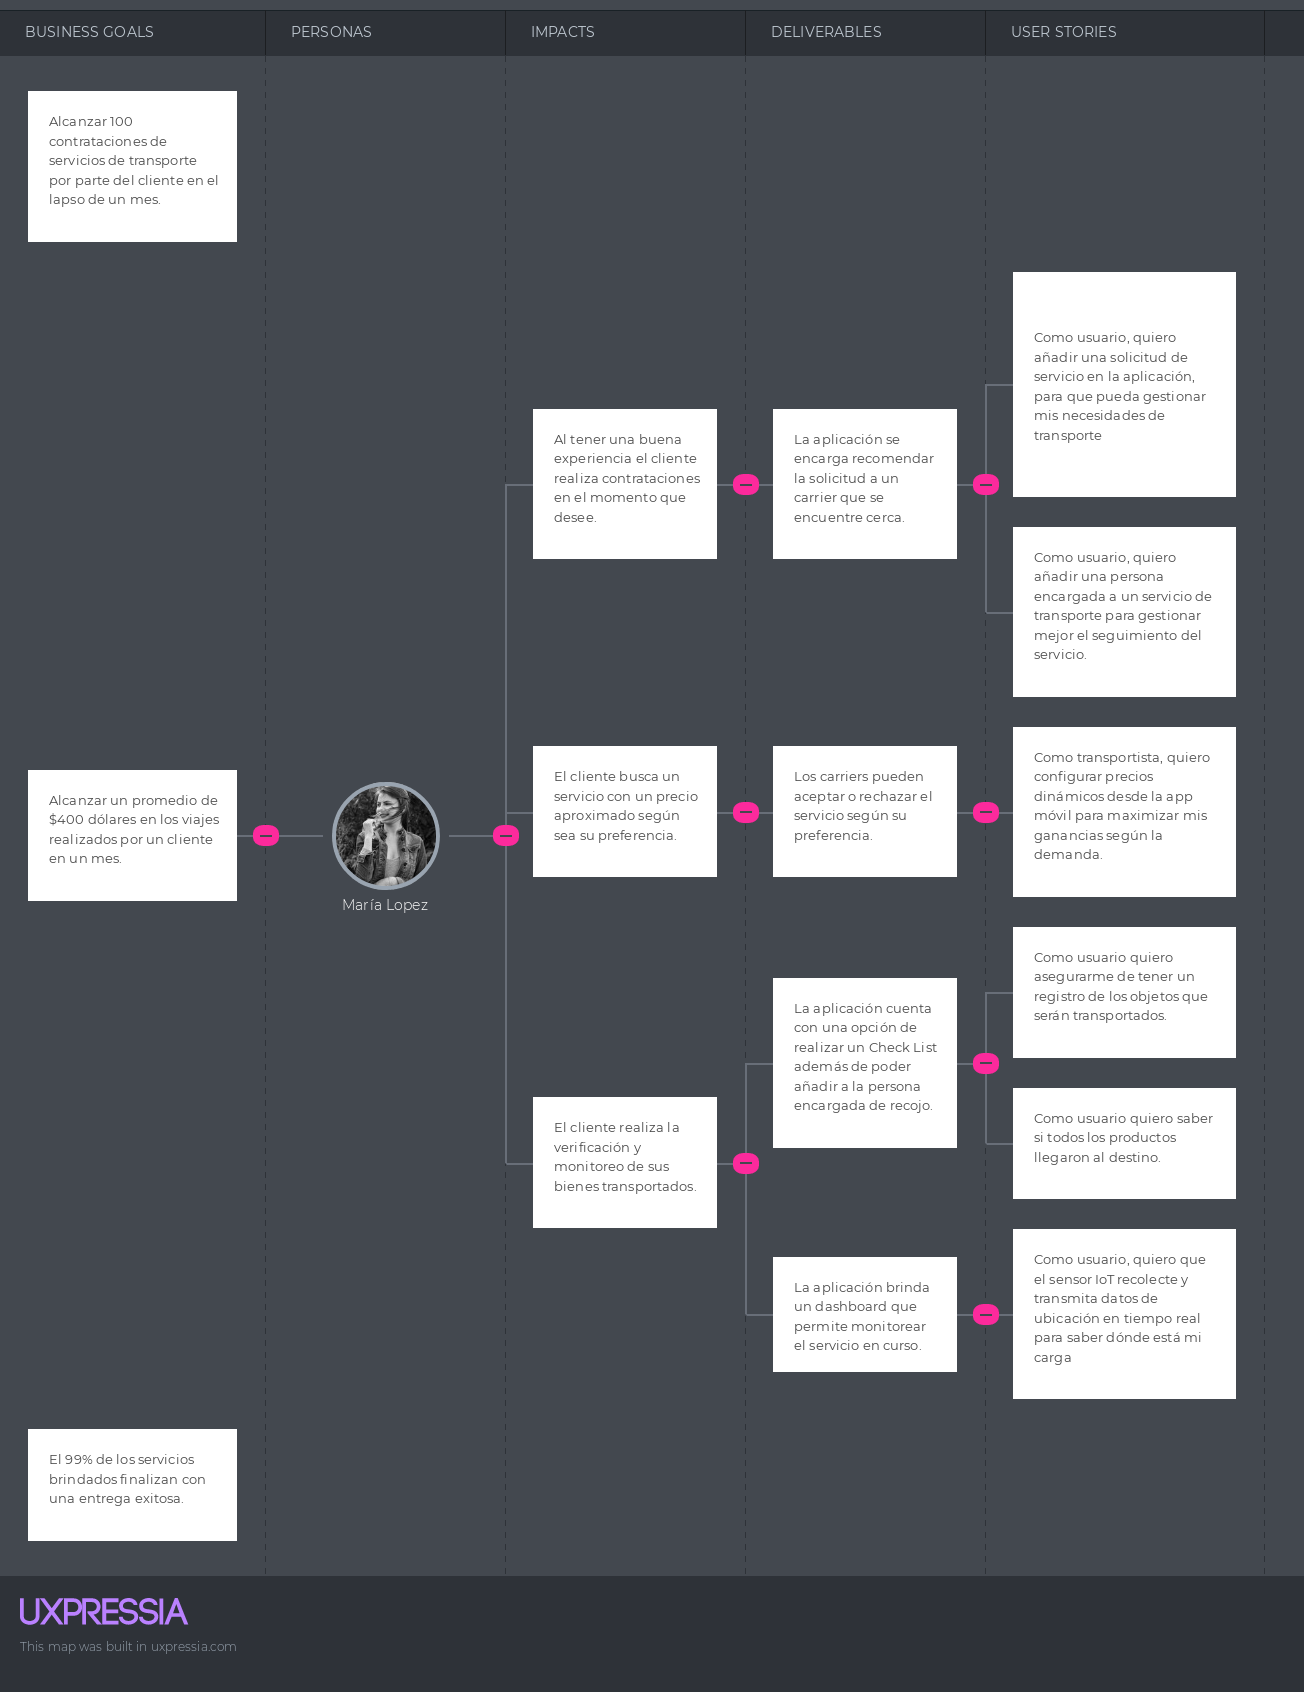 BUSINESS GOALS
PERSONAS
IMPACTS
DELIVERABLES
USER STORIES
Alcanzar 100
contrataciones de
servicios de transporte
por parte del cliente en el
lapso de un mes.
Alcanzar un promedio de
$400 dólares en los viajes
realizados por un cliente
en un mes.
El 99% de los servicios
brindados finalizan con
una entrega exitosa.
María Lopez
Al tener una buena
experiencia el cliente
realiza contrataciones
en el momento que
desee.
El cliente busca un
servicio con un precio
aproximado según
sea su preferencia.
El cliente realiza la
verificación y
monitoreo de sus
bienes transportados.
La aplicación se
encarga recomendar
la solicitud a un
carrier que se
encuentre cerca.
Los carriers pueden
aceptar o rechazar el
servicio según su
preferencia.
La aplicación cuenta
con una opción de
realizar un Check List
además de poder
añadir a la persona
encargada de recojo.
La aplicación brinda
un dashboard que
permite monitorear
el servicio en curso.
Como usuario, quiero
añadir una solicitud de
servicio en la aplicación,
para que pueda gestionar
mis necesidades de
transporte
Como usuario, quiero
añadir una persona
encargada a un servicio de
transporte para gestionar
mejor el seguimiento del
servicio.
Como transportista, quiero
configurar precios
dinámicos desde la app
móvil para maximizar mis
ganancias según la
demanda.
Como usuario quiero
asegurarme de tener un
registro de los objetos que
serán transportados.
Como usuario quiero saber
si todos los productos
llegaron al destino.
Como usuario, quiero que
el sensor IoT recolecte y
transmita datos de
ubicación en tiempo real
para saber dónde está mi
carga
UXPRESSIA
This map was built in uxpressia.com